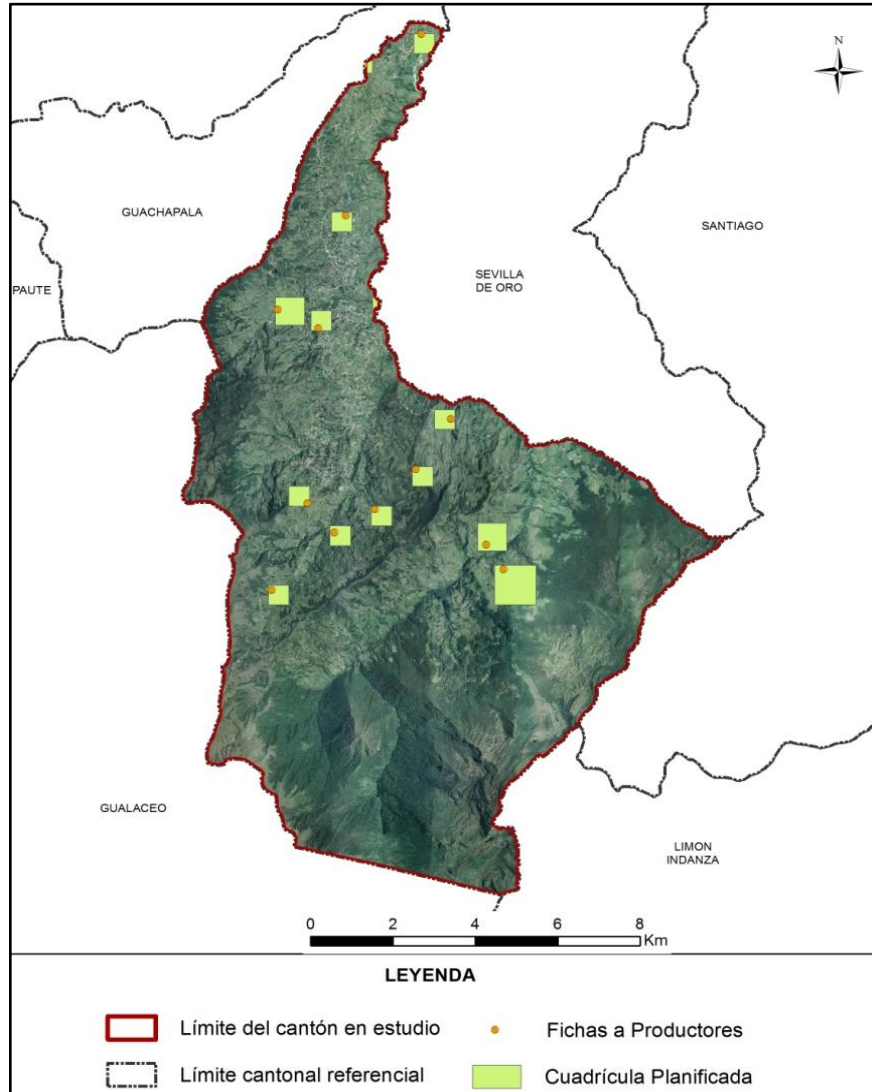 N
GUACHAPALA
SANTIAGO
PAUTE
SEVILLA
DE ORO
GUALACEO
LIMON
INDANZA
0 2 4 6 8
Km
LEYENDA
Límite del cantón en estudio
Fichas a Productores
Límite cantonal referencial
Cuadrícula Planificada